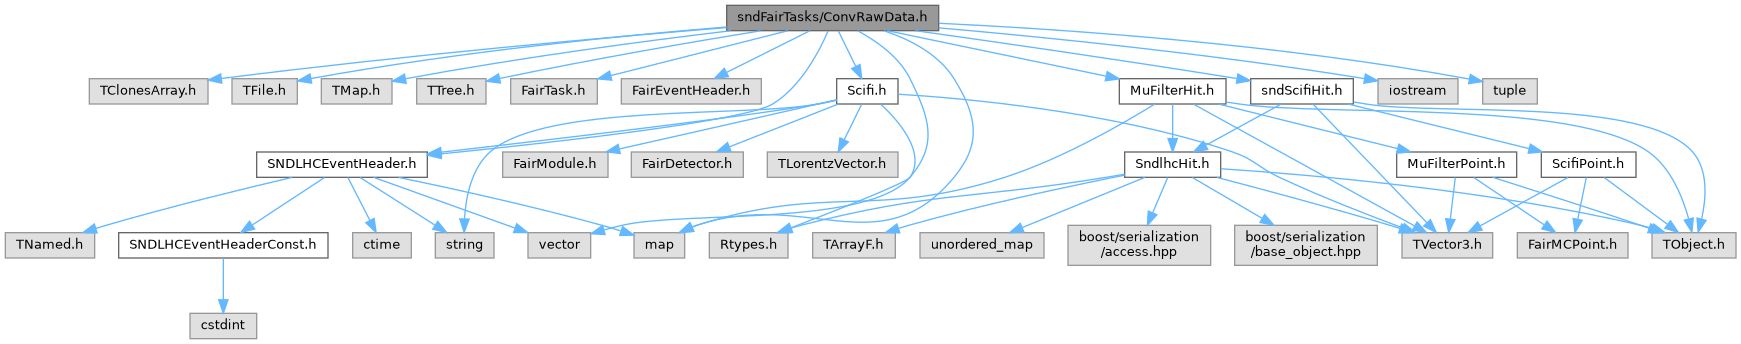 sndFairTasks/ConvRawData.h
TClonesArray.h
TFile.h
TMap.h
TTree.h
FairTask.h
FairEventHeader.h
Scifi.h
MuFilterHit.h
sndScifiHit.h
iostream
tuple
SNDLHCEventHeader.h
FairModule.h
FairDetector.h
TLorentzVector.h
SndlhcHit.h
MuFilterPoint.h
ScifiPoint.h
TNamed.h
SNDLHCEventHeaderConst.h
ctime
string
vector
map
Rtypes.h
TArrayF.h
unordered_map
boost/serialization
/access.hpp
boost/serialization
/base_object.hpp
TVector3.h
FairMCPoint.h
TObject.h
cstdint